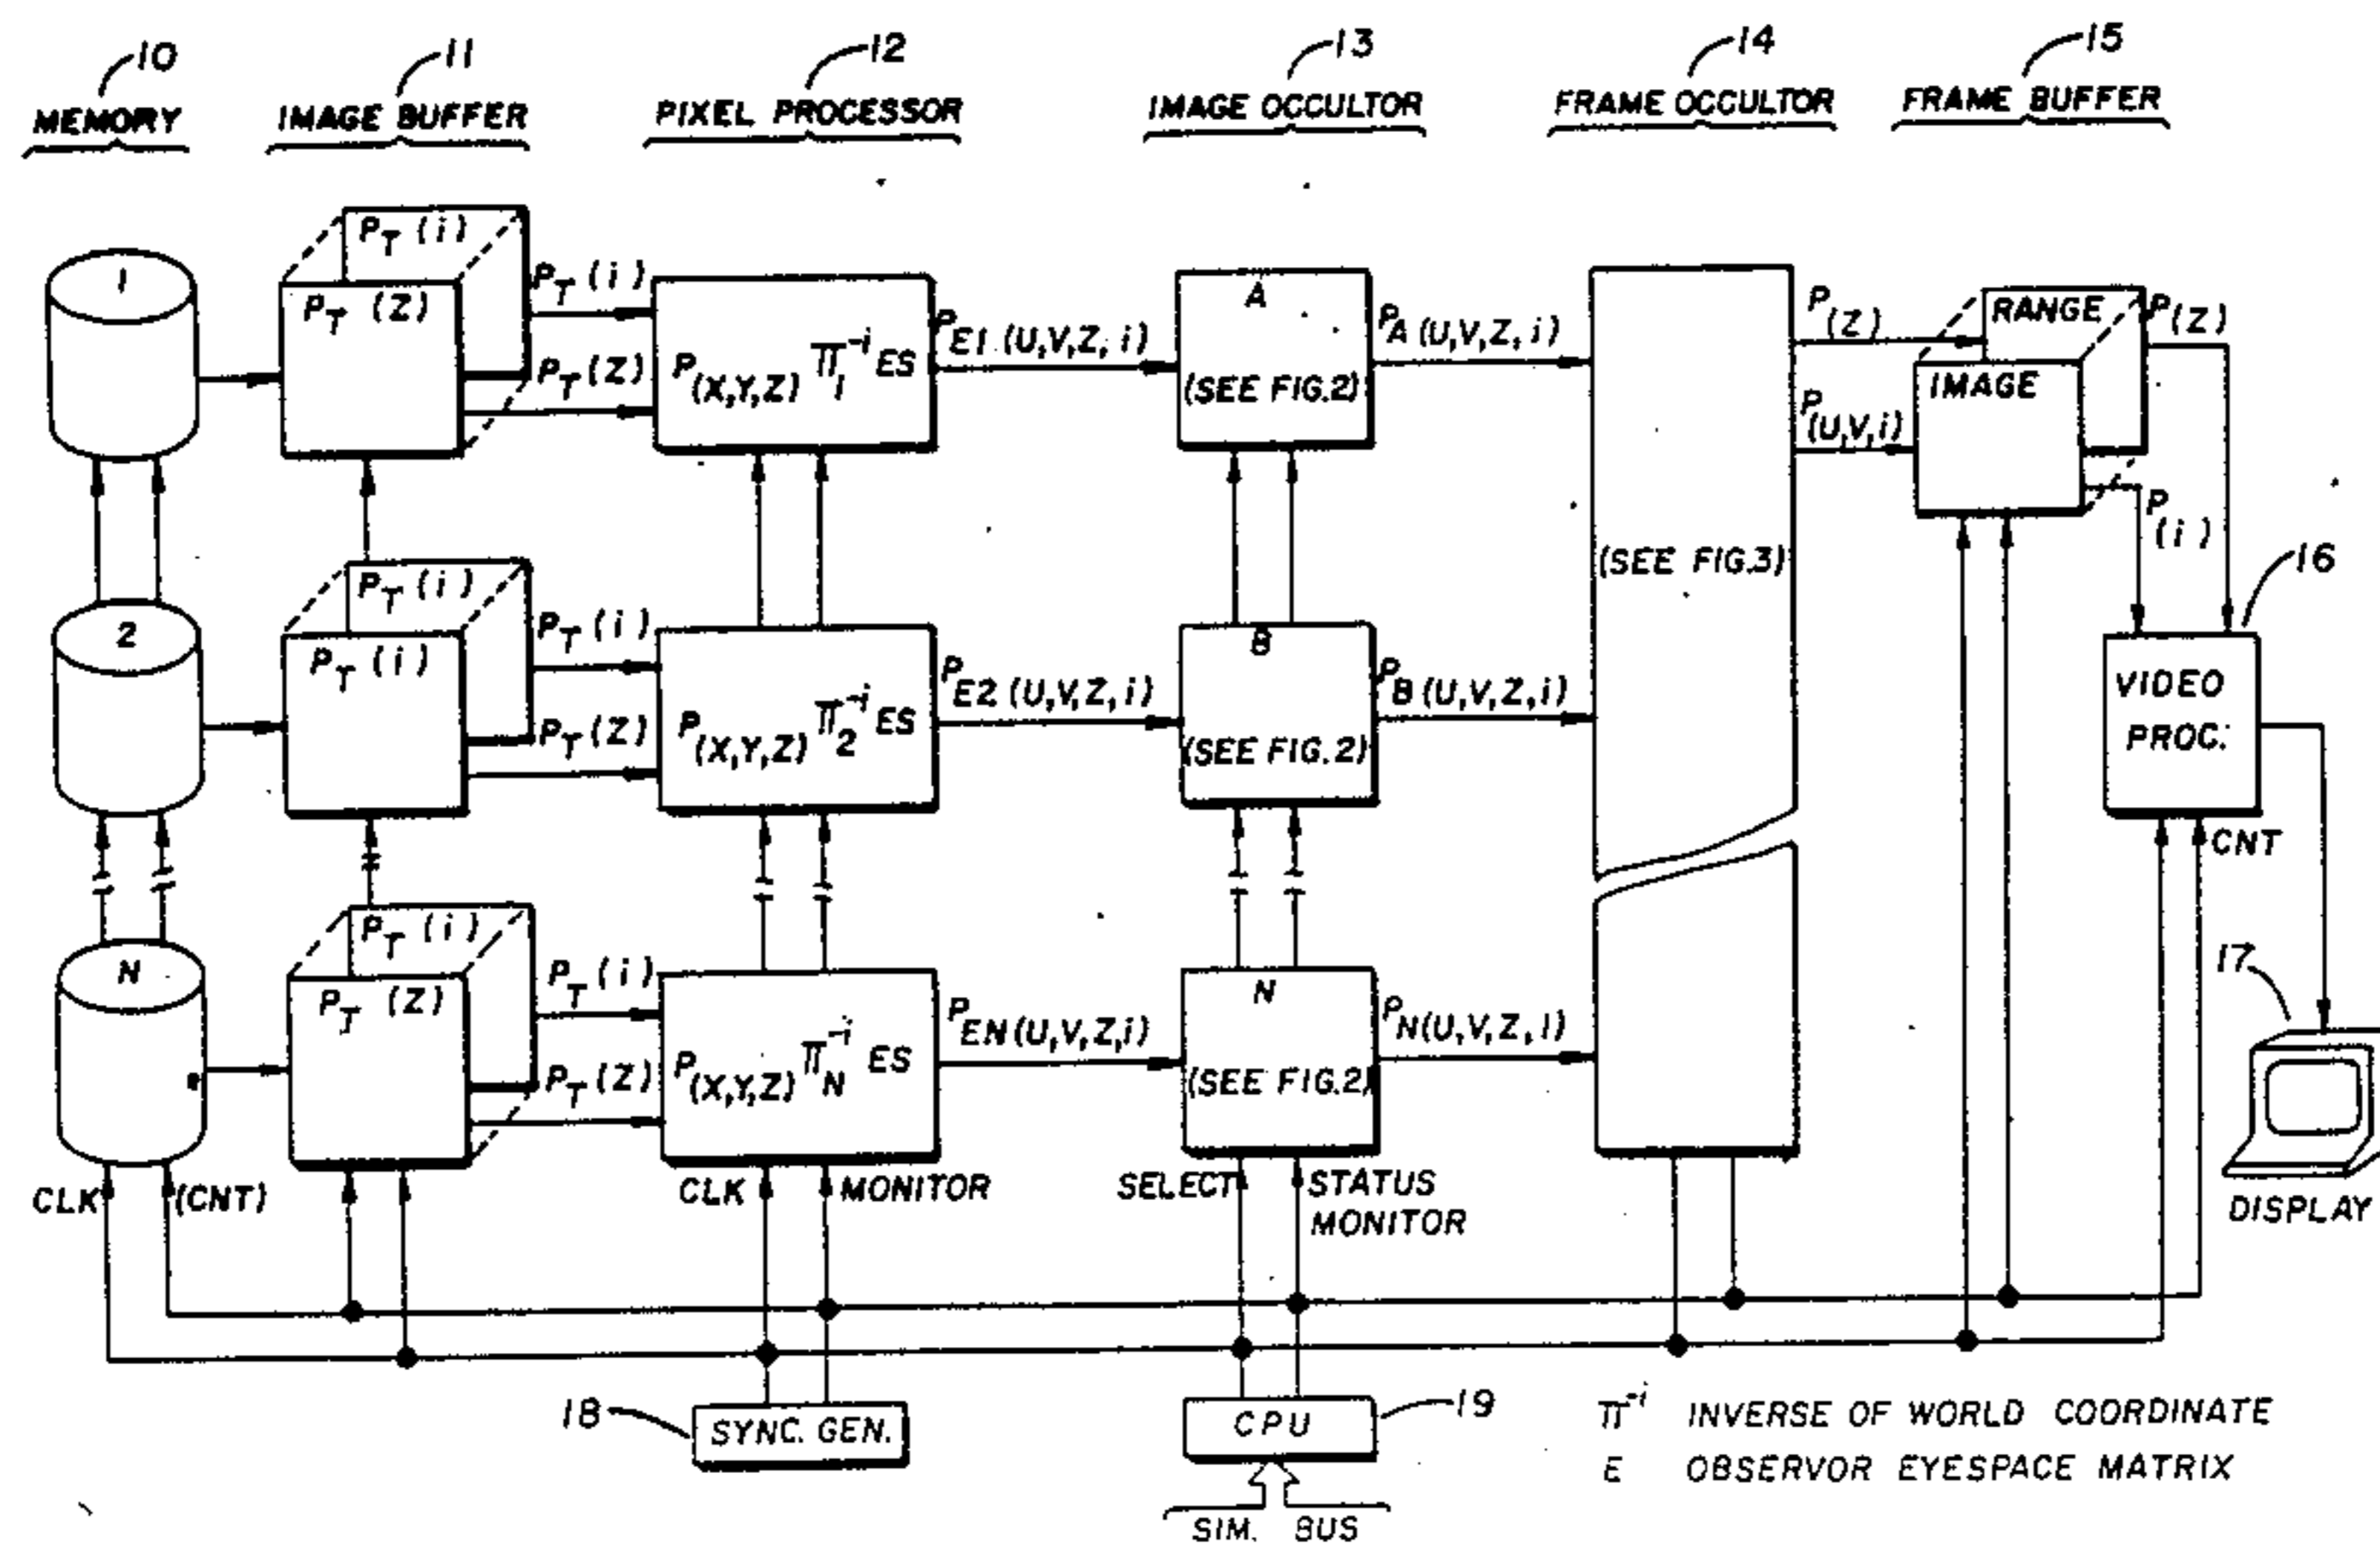 10 11 12 13 14 15
MEMORY IMAGE BUFFER PIXEL PROCESSOR IMAGE OCCULTOR FRAME OCCULTOR FRAME BUFFER
1
P_T (i)
P_T (Z)
P_T (i)
P_T (Z)
P_(X,Y,Z) π_1^-i ES
P_E1 (U,V,Z,i)
A
(SEE FIG.2)
P_A (U,V,Z,i)
(SEE FIG.3)
P_(Z)
P_(U,V,i)
RANGE
IMAGE
P_(Z)
P_(i)
2
P_T (i)
P_T (i)
P_T (i)
P_T (Z)
P_(X,Y,Z) π_2^-i ES
P_E2 (U,V,Z,i)
B
(SEE FIG.2)
P_B (U,V,Z,i)
16
VIDEO
PROC.
CNT
N
P_T (i)
P_T (Z)
P_T (i)
P_T (Z)
P_(X,Y,Z) π_N^-i ES
P_EN (U,V,Z,i)
N
(SEE FIG.2)
P_N (U,V,Z,I)
17
DISPLAY
CLK (CNT)
CLK MONITOR
SELECT STATUS
MONITOR
18 SYNC. GEN.
CPU 19
SIM. BUS
π^-i INVERSE OF WORLD COORDINATE
E OBSERVOR EYESPACE MATRIX